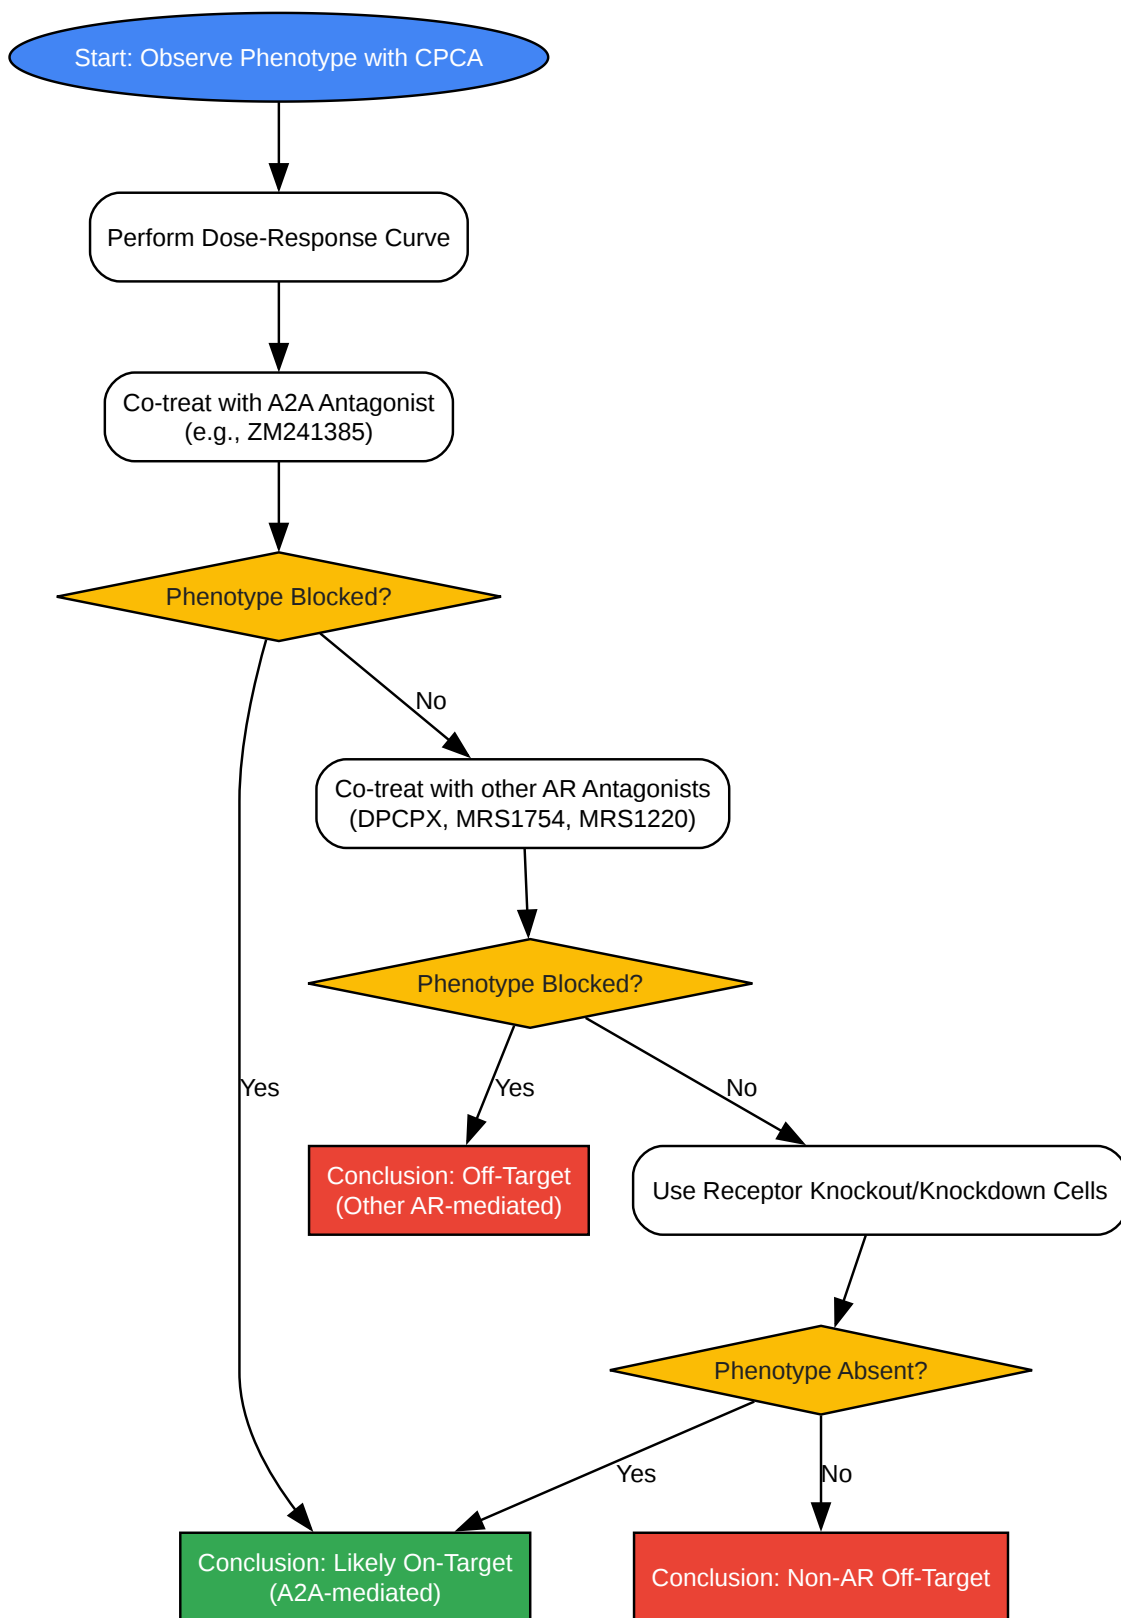 Start: Observe Phenotype with CPCA
Perform Dose-Response Curve
Co-treat with A2A Antagonist
(e.g., ZM241385)
Phenotype Blocked?
No
Co-treat with other AR Antagonists
(DPCPX, MRS1754, MRS1220)
Phenotype Blocked?
Yes
Yes
No
Conclusion: Off-Target
(Other AR-mediated)
Use Receptor Knockout/Knockdown Cells
Phenotype Absent?
Yes
No
Conclusion: Likely On-Target
(A2A-mediated)
Conclusion: Non-AR Off-Target